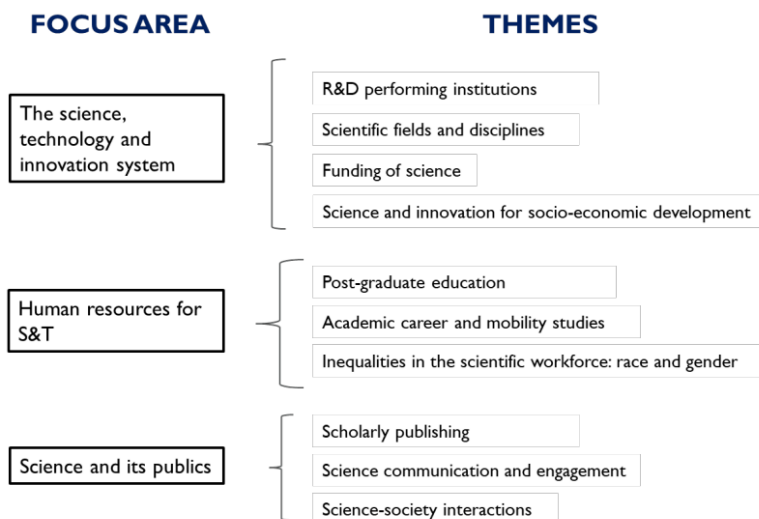 FOCUS AREA
THEMES
The science,
technology and
innovation system
R&D performing institutions
Scientific fields and disciplines
Funding of science
Science and innovation for socio-economic development
Human resources for
S&T
Post-graduate education
Academic career and mobility studies
Inequalities in the scientific workforce: race and gender
Science and its publics
Scholarly publishing
Science communication and engagement
Science-society interactions